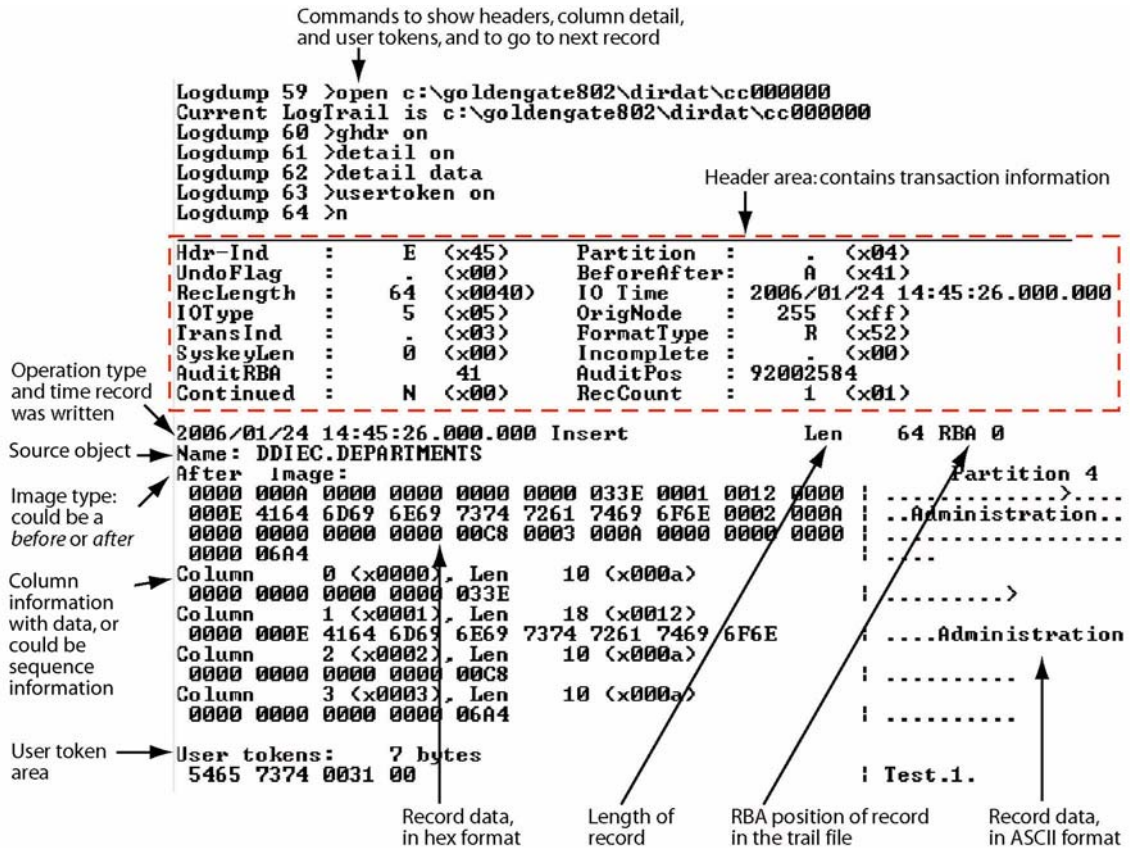 Commands to show headers, column detail,
and user tokens, and to go to next record
Logdump 59 >open c:\goldengate802\dirdat\cc000000
Current LogTrail is c:\goldengate802\dirdat\cc000000
Logdump 60 >ghdr on
Logdump 61 >detail on
Logdump 62 >detail data
Logdump 63 >usertoken on
Logdump 64 >n
Header area: contains transaction information
Hdr-Ind : E (x45) Partition : . (x04)
UndoFlag : . (x00) BeforeAfter: A (x41)
RecLength : 64 (x0040) IO Time : 2006/01/24 14:45:26.000.000
IOType : 5 (x05) OrigNode : 255 (xff)
TransInd : . (x03) FormatType : R (x52)
SyskeyLen : 0 (x00) Incomplete : . (x00)
AuditRBA : 41 AuditPos : 92002584
Continued : N (x00) RecCount : 1 (x01)
Operation type
and time record
was written
2006/01/24 14:45:26.000.000 Insert Len 64 RBA 0
Source object
Name: DDIEC.DEPARTMENTS
After Image: Partition 4
Image type:
could be a
before or after
0000 000A 0000 0000 0000 0000 033E 0001 0012 0000 | .............>......
000E 4164 6D69 6E69 7374 7261 7469 6F6E 0002 000A | ..Administration....
0000 0000 0000 0000 00C8 0003 000A 0000 0000 0000 | ....................
0000 06A4 | ....
Column
information
with data, or
could be
sequence
information
Column 0 (x0000), Len 10 (x000a)
0000 0000 0000 0000 033E | .........>
Column 1 (x0001), Len 18 (x0012)
0000 000E 4164 6D69 6E69 7374 7261 7469 6F6E | ....Administration
Column 2 (x0002), Len 10 (x000a)
0000 0000 0000 0000 00C8 | ..........
Column 3 (x0003), Len 10 (x000a)
0000 0000 0000 0000 06A4 | ..........
User token
area
User tokens: 7 bytes
5465 7374 0031 00 | Test.1.
Record data,
in hex format
Length of
record
RBA position of record
in the trail file
Record data,
in ASCII format